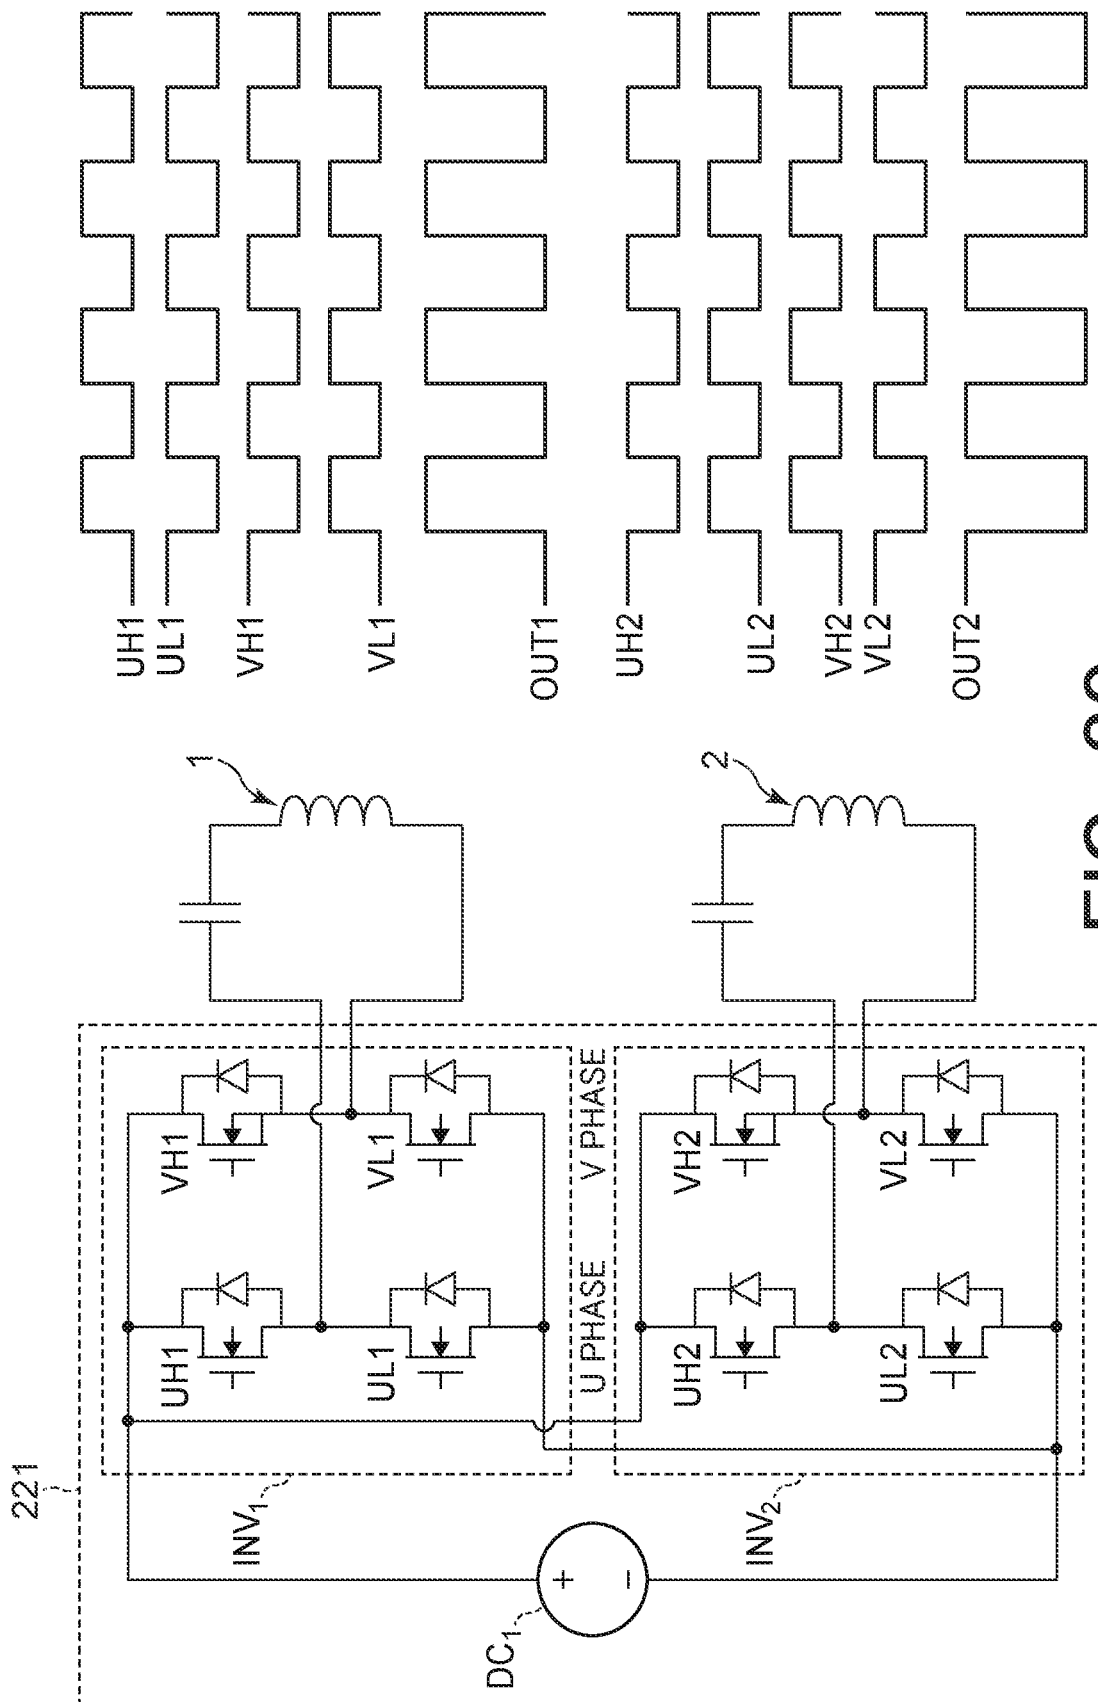 221
DC1
+
−
INV1
UH1
VH1
UL1
VL1
U PHASE
V PHASE
INV2
UH2
VH2
UL2
VL2
1
2
UH1
UL1
VH1
VL1
OUT1
UH2
UL2
VH2
VL2
OUT2